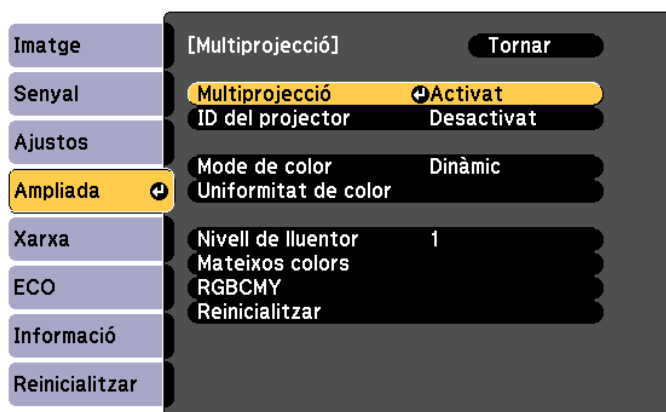 Imatge
Senyal
Ajustos
Ampliada
Xarxa
ECO
Informació
Reinicialitzar
[Multiprojecció] Tornar
Multiprojecció Activat
ID del projector Desactivat
Mode de color Dinàmic
Uniformitat de color
Nivell de lluentor 1
Mateixos colors
RGBCMY
Reinicialitzar